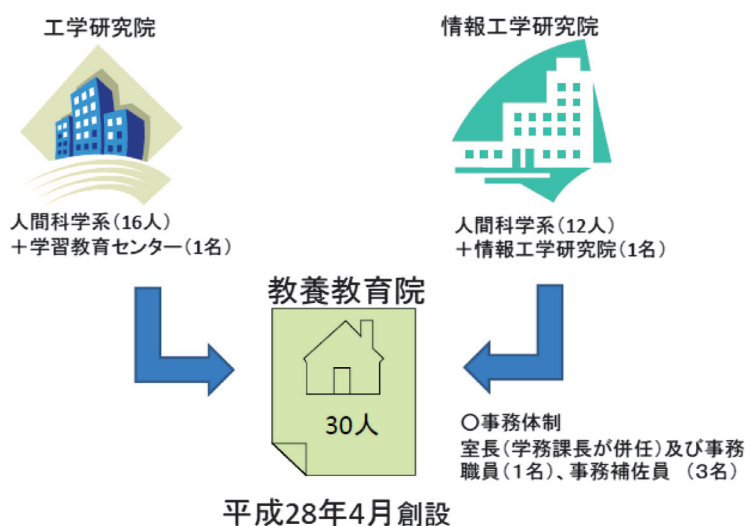 工学研究院
情報工学研究院
人間科学系(16人)
＋学習教育センター(1名)
人間科学系(12人)
＋情報工学研究院(1名)
教養教育院
30人
〇事務体制
室長(学務課長が併任)及び事務
職員(1名)、事務補佐員 (3名)
平成28年4月創設